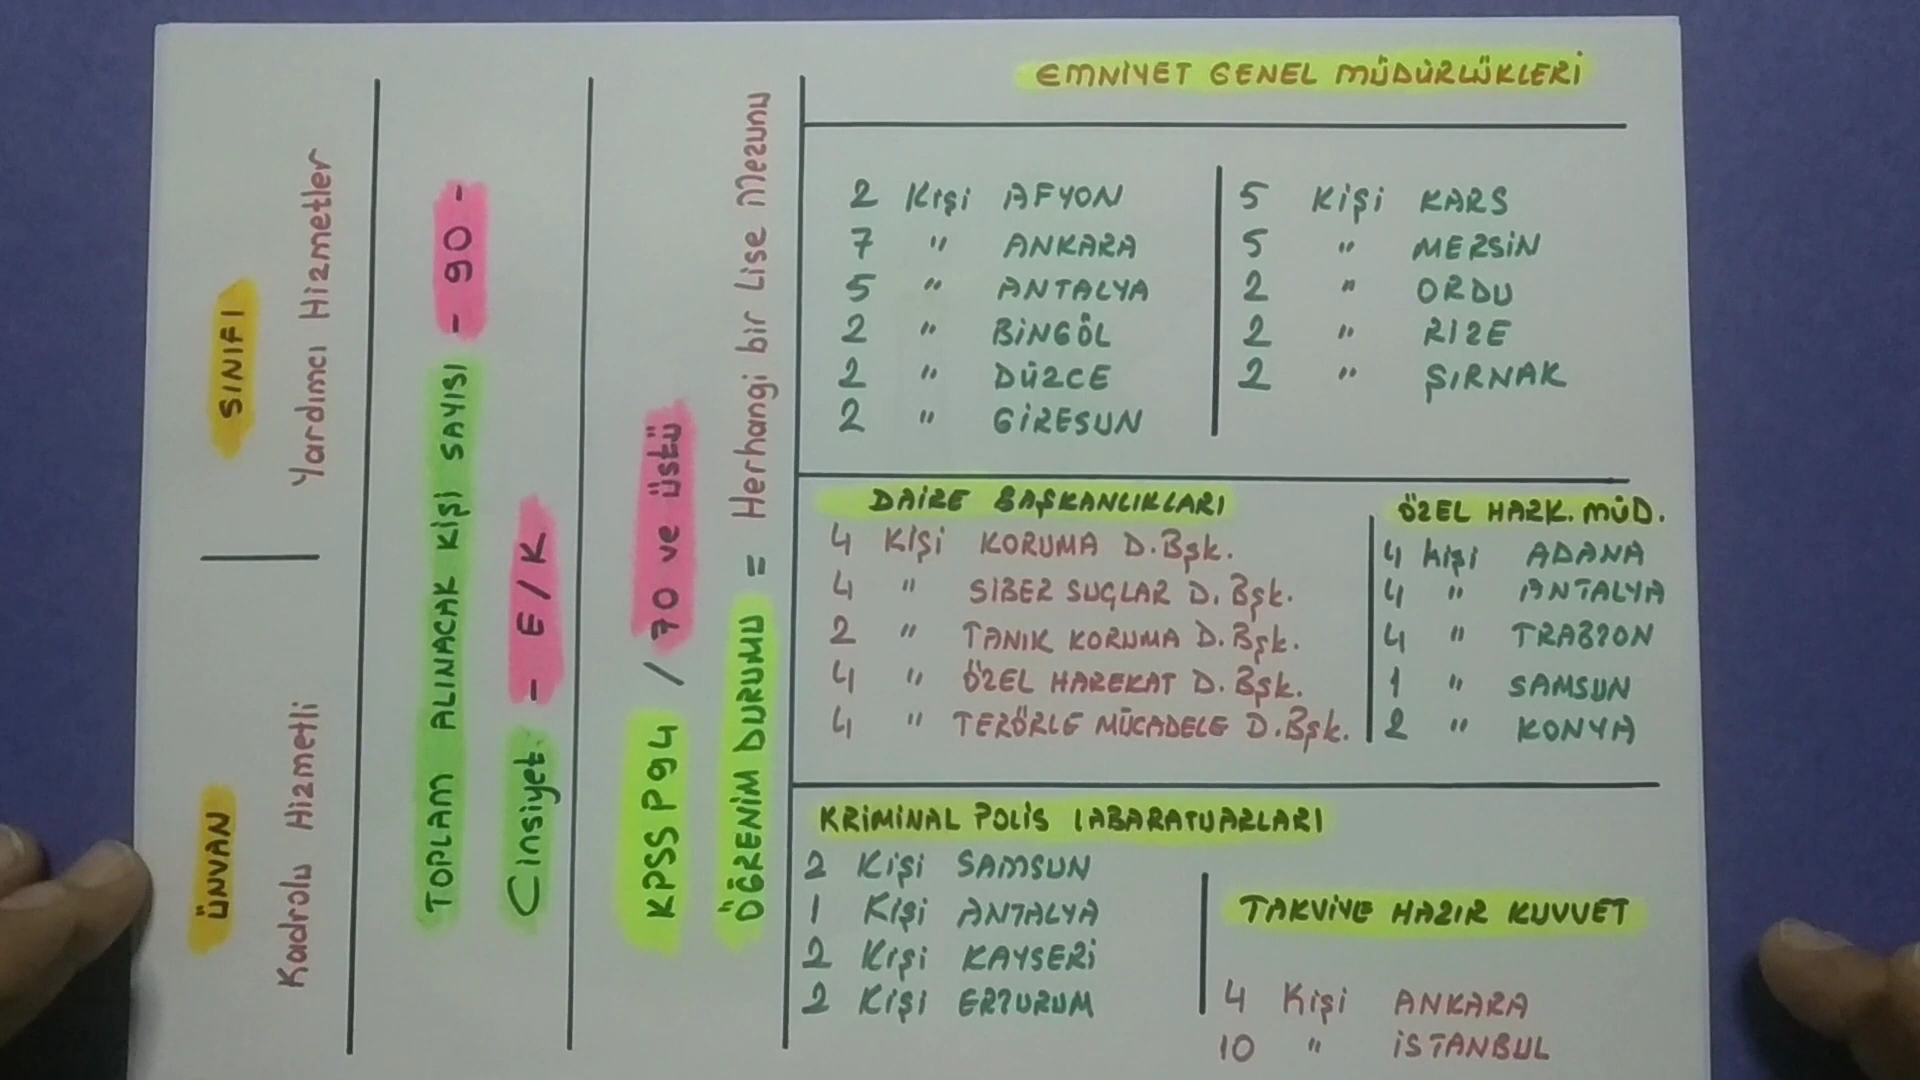 ÜNVAN
Kadrolu Hizmetli
SINIFI
Yardımcı Hizmetler
TOPLAM ALINACAK KİŞİ SAYISI - 90 -
Cinsiyet - E/K
KPSS P94 / 70 ve üstü
ÖĞRENİM DURUMU = Herhangi bir Lise Mezunu
EMNİYET GENEL MÜDÜRLÜKLERİ
2 Kişi AFYON
7 " ANKARA
5 " ANTALYA
2 " BİNGÖL
2 " DÜZCE
2 " GİRESUN
5 Kişi KARS
5 " MERSİN
2 " ORDU
2 " RIZE
2 " ŞIRNAK
DAİRE BAŞKANLIKLARI
4 Kişi KORUMA D.Bşk.
4 " SİBER SUÇLAR D. Bşk.
2 " TANIK KORUMA D.Bşk.
4 " ÖZEL HAREKAT D.Bşk.
4 " TERÖRLE MÜCADELE D.Bşk.
ÖZEL HARK. MÜD.
4 kişi ADANA
4 " ANTALYA
4 " TRABZON
1 " SAMSUN
2 " KONYA
KRİMİNAL POLİS LABARATUARLARI
2 Kişi SAMSUN
1 Kişi ANTALYA
2 Kişi KAYSERİ
2 Kişi ERZURUM
TAKVİYE HAZIR KUVVET
4 Kişi ANKARA
10 " İSTANBUL